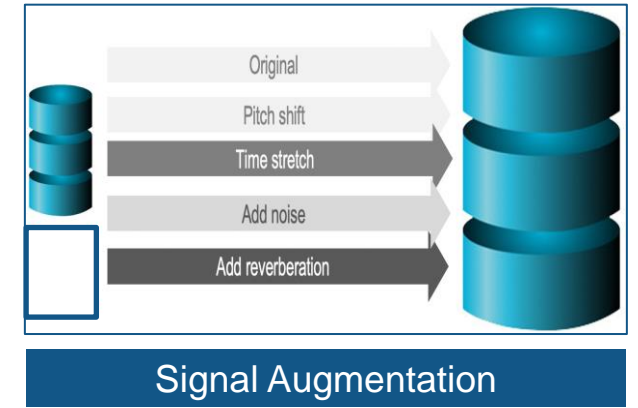 Original
Pitch shift
Time stretch
Add noise
Add reverberation
Signal Augmentation